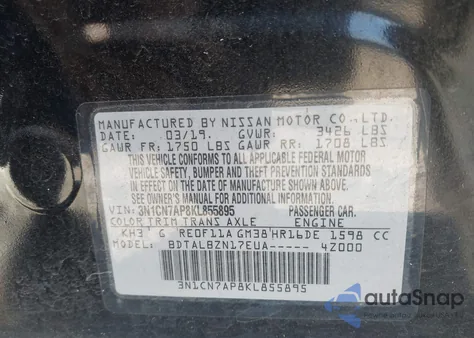 MANUFACTURED BY NISSAN MOTOR CO., LTD.
DATE: 03/19. GVWR: 3426 LBS
GAWR FR: 1750 LBS GAWR RR: 1708 LBS
THIS VEHICLE CONFORMS TO ALL APPLICABLE FEDERAL MOTOR
VEHICLE SAFETY, BUMPER AND THEFT PREVENTION STANDARDS
IN EFFECT ON THE DATE OF MANUFACTURE SHOWN ABOVE.
SEE OWNER'S MANUAL FOR ADDITIONAL INFORMATION.
VIN: 3N1CN7AP8KL855895 PASSENGER CAR.
COLOR TRIM TRANS AXLE ENGINE
KH3 G RE0F11A GM38 HR16DE 1598 CC
MODEL: BDTALBZN17EUA----- 4Z000
3N1CN7AP8KL855895
autoSnap